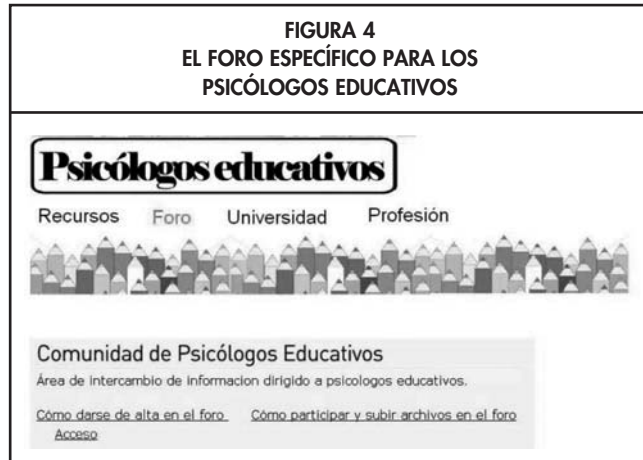 FIGURA 4
EL FORO ESPECÍFICO PARA LOS
PSICÓLOGOS EDUCATIVOS
Psicólogos educativos
Recursos Foro Universidad Profesión
Comunidad de Psicólogos Educativos
Área de intercambio de informacion dirigido a psicologos educativos.
Cómo darse de alta en el foro Cómo participar y subir archivos en el foro
Acceso